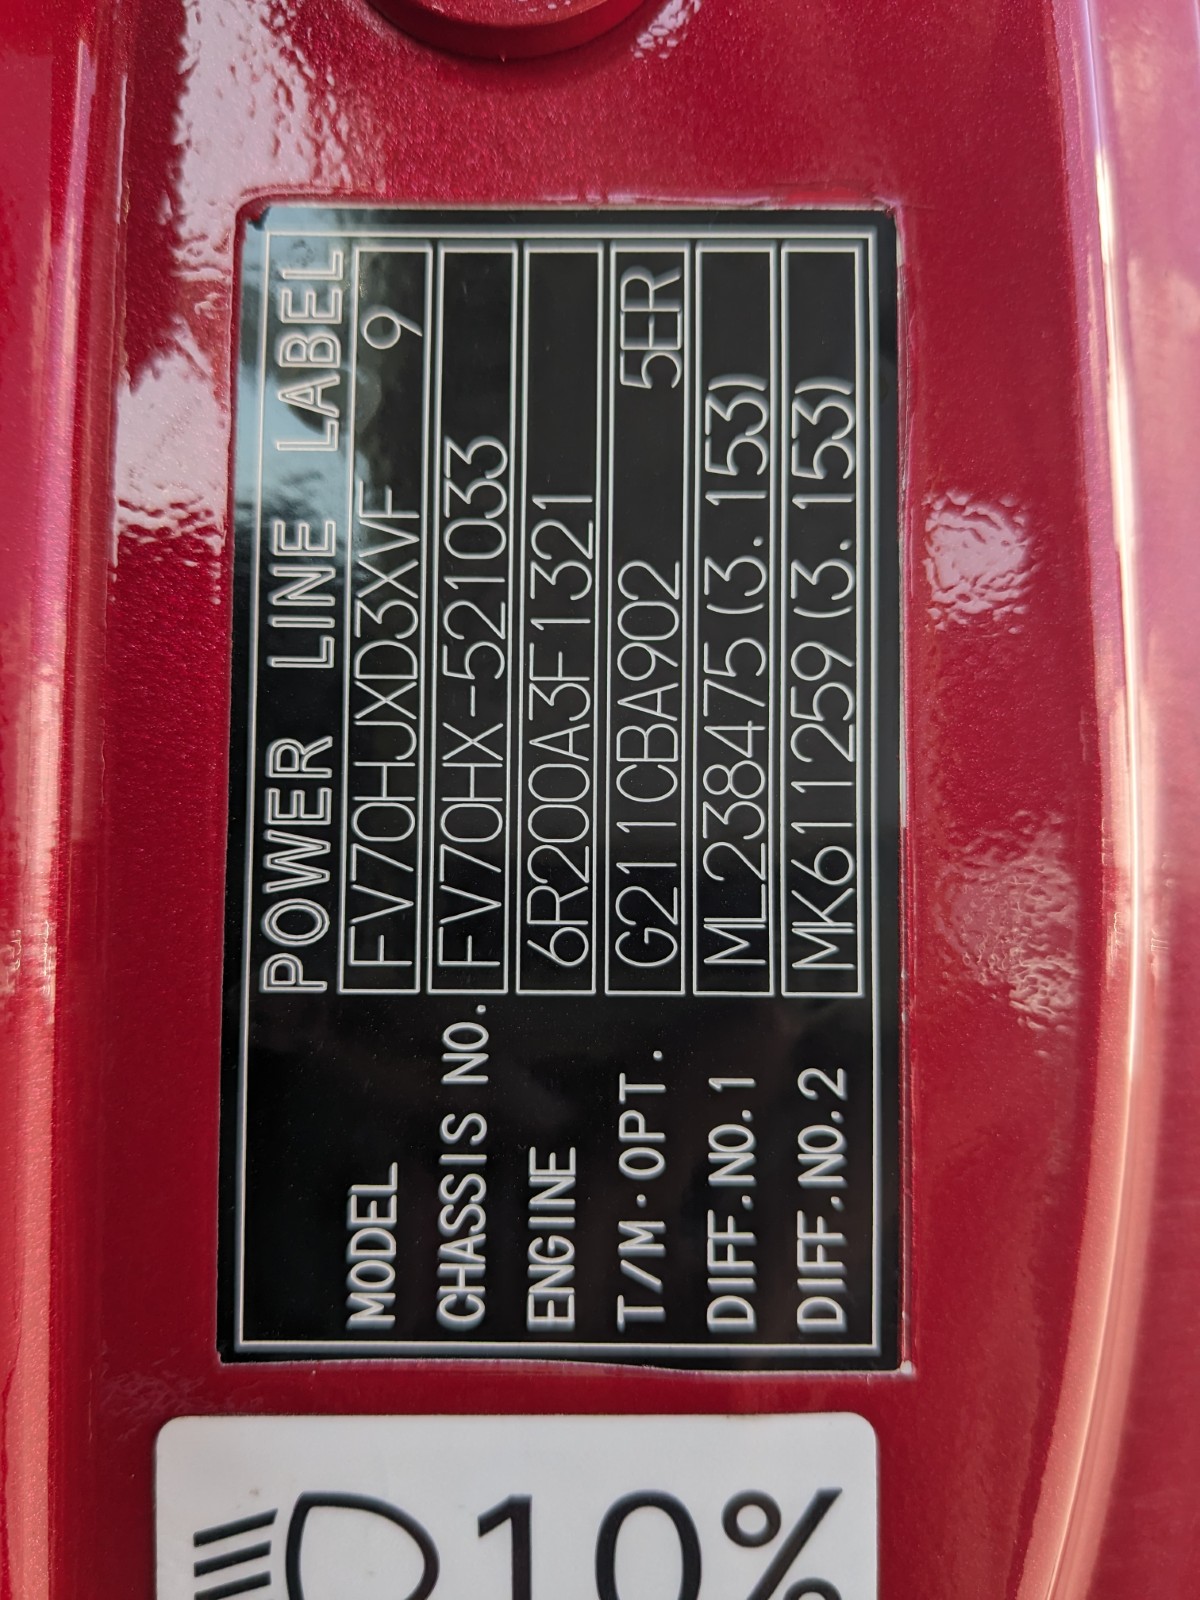 POWER LINE LABEL
MODEL FV70HJXD3XVF 9
CHASSIS NO. FV70HX-521033
ENGINE 6R200A3F1321
T/M·OPT. G211CBA902 5ER
DIFF.NO.1 ML238475(3.153)
DIFF.NO.2 MK611259(3.153)
10%